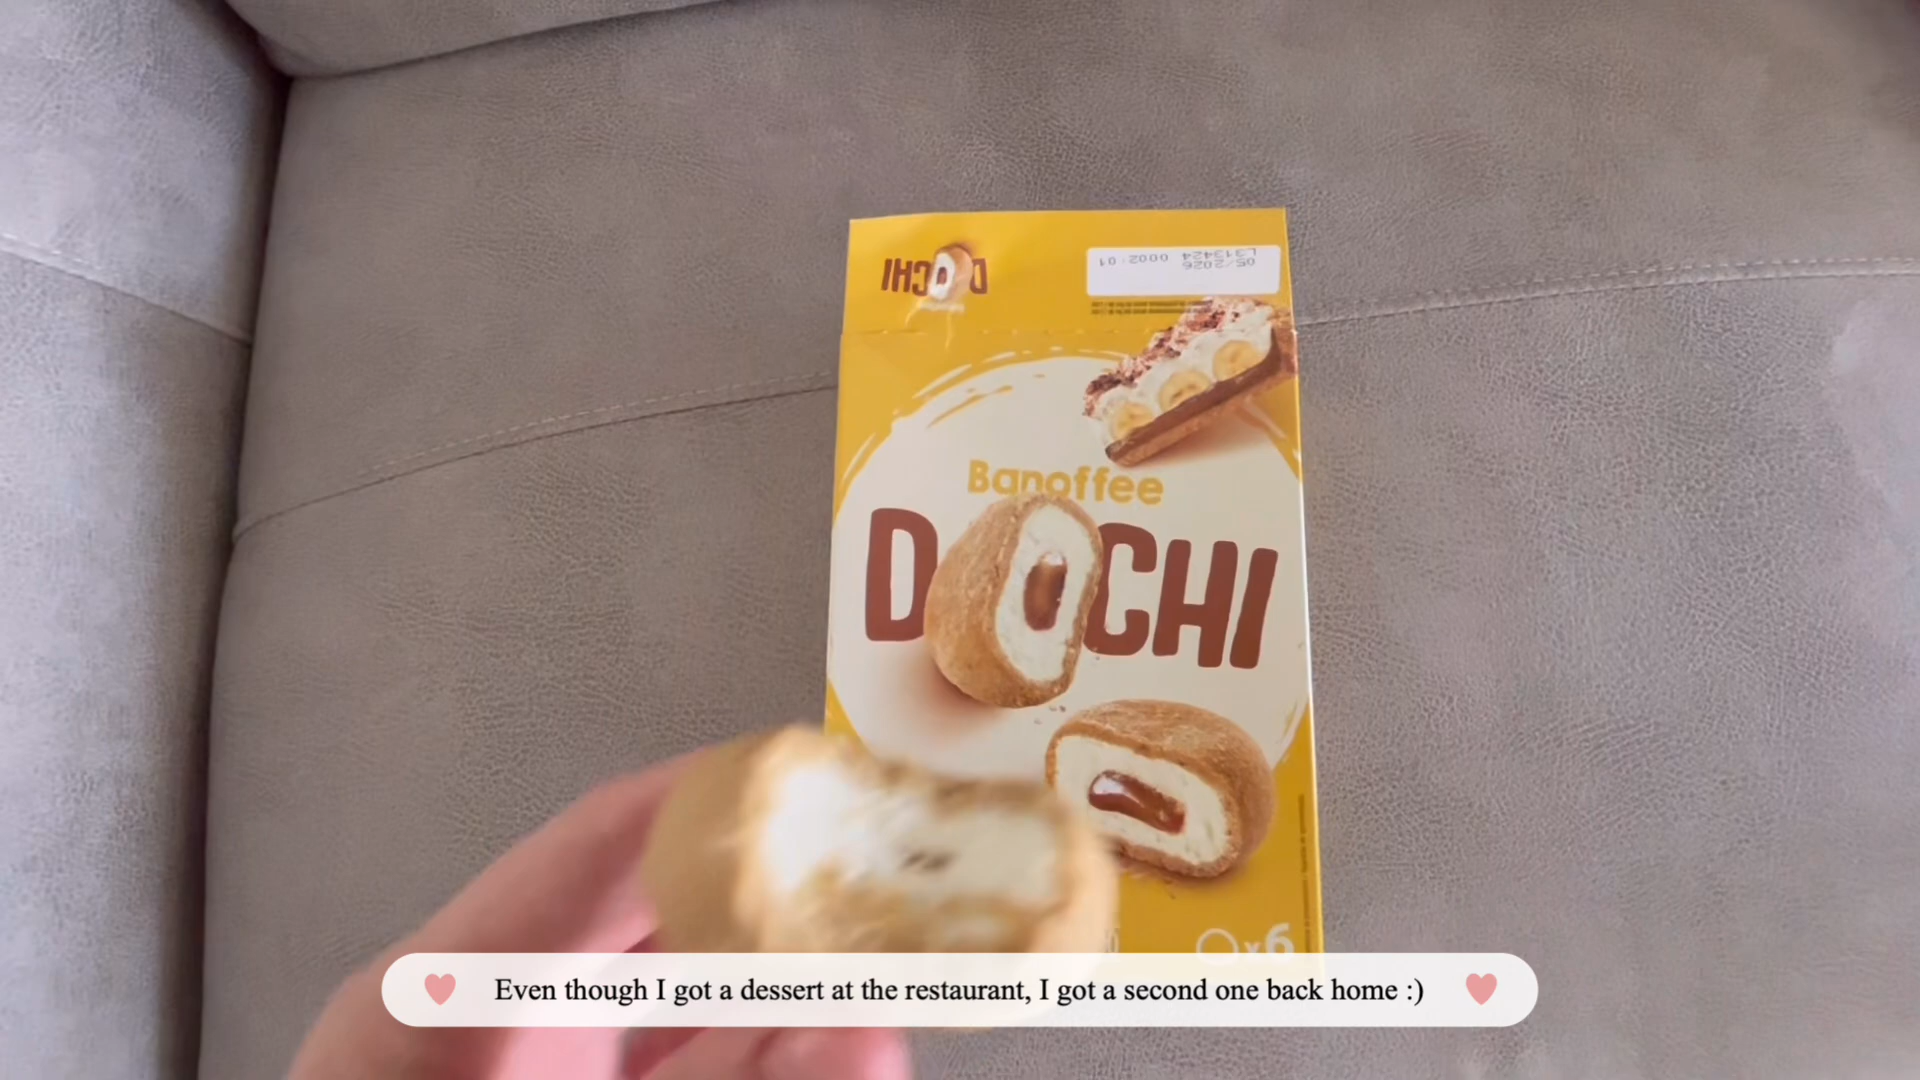 DOCHI
05/2026
L313424 0002-01
Banoffee
DOCHI
x6
Even though I got a dessert at the restaurant, I got a second one back home :)